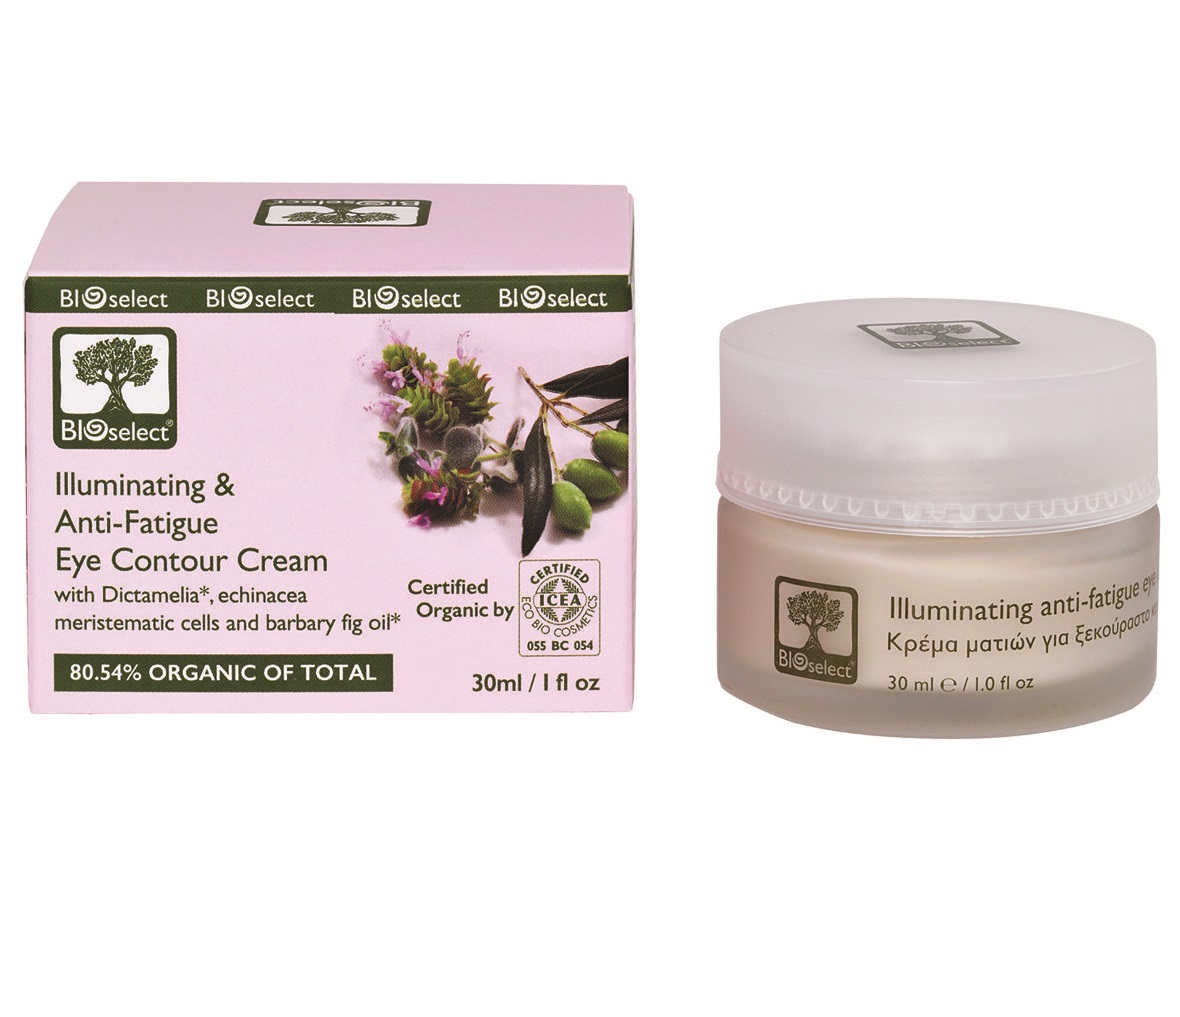 BIOselect
BIOselect BIOselect BIOselect BIOselect
BIOselect®
Illuminating &
Anti-Fatigue
Eye Contour Cream
with Dictamelia*, echinacea
meristematic cells and barbary fig oil*
80.54% ORGANIC OF TOTAL
Certified
Organic by
CERTIFIED
ICEA
ECO BIO COSMETICS
055 BC 054
30ml / 1 fl oz
BIOselect
BIOselect®
Illuminating anti-fatigue eye
Κρέμα ματιών για ξεκούραστο
30 ml ℮ / 1.0 fl oz